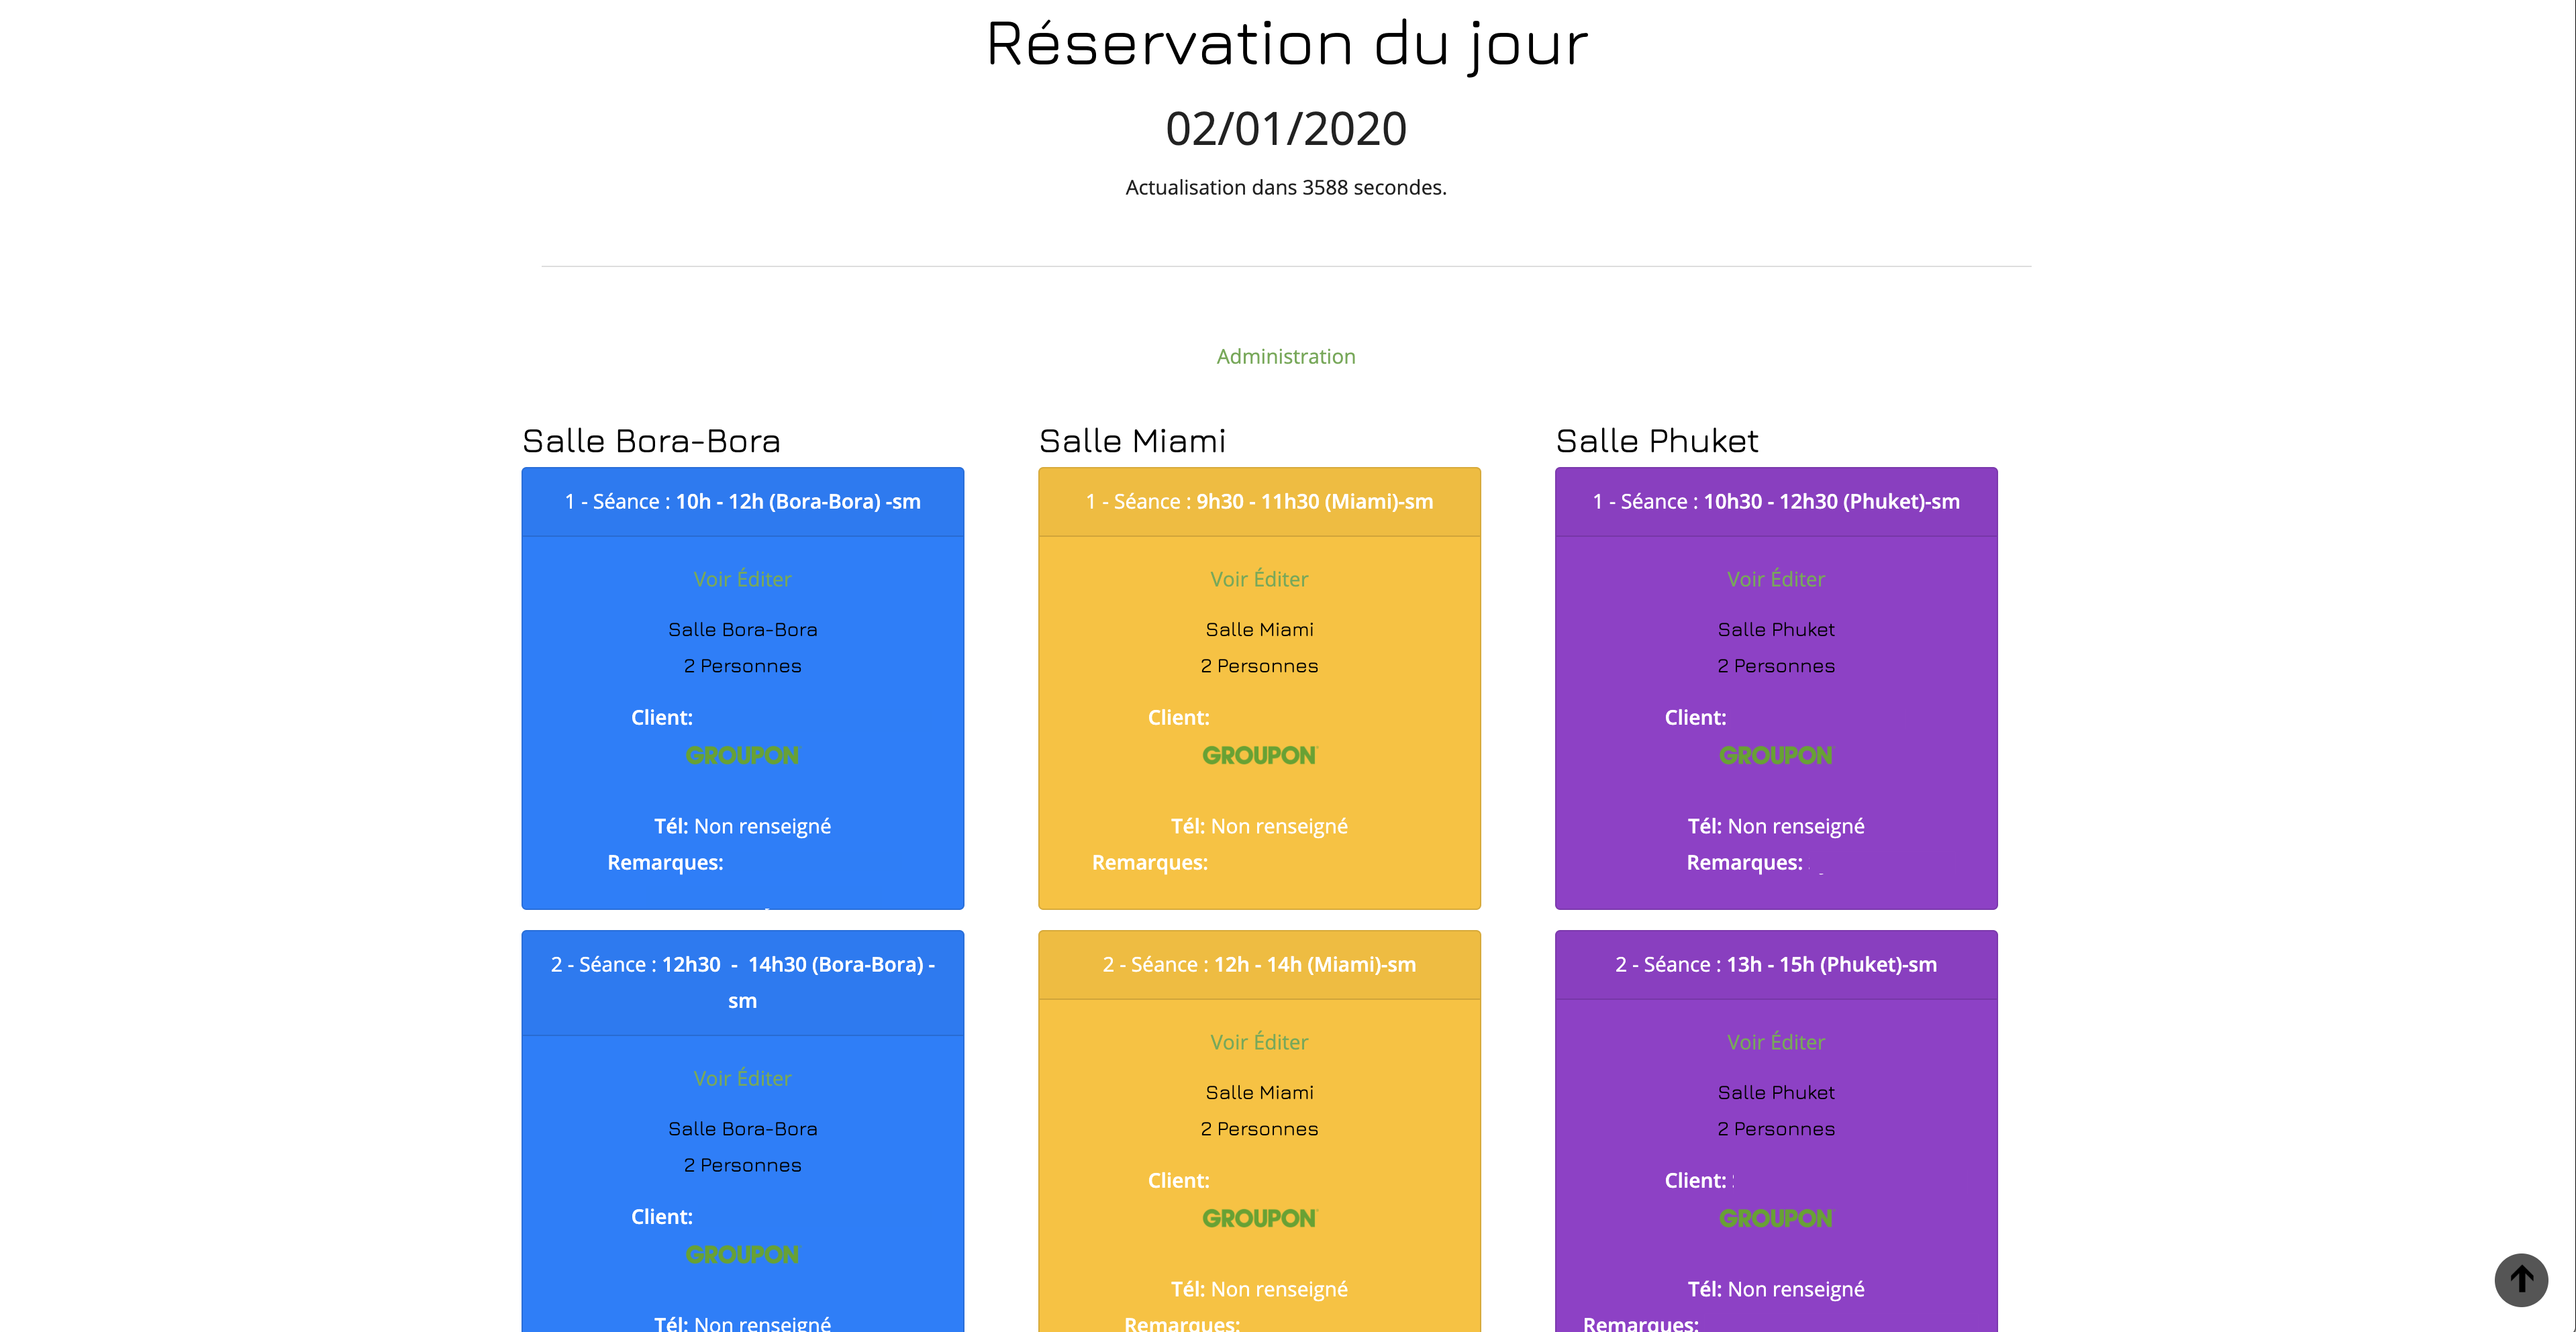 Réservation du jour
02/01/2020
Actualisation dans 3588 secondes.
Administration
Salle Bora-Bora
1 - Séance : 10h - 12h (Bora-Bora) -sm
Voir Éditer
Salle Bora-Bora
2 Personnes
Client:
GROUPON
Tél: Non renseigné
Remarques:
2 - Séance : 12h30 - 14h30 (Bora-Bora) -
sm
Voir Éditer
Salle Bora-Bora
2 Personnes
Client:
GROUPON
Tél: Non renseigné
Salle Miami
1 - Séance : 9h30 - 11h30 (Miami)-sm
Voir Éditer
Salle Miami
2 Personnes
Client:
GROUPON
Tél: Non renseigné
Remarques:
2 - Séance : 12h - 14h (Miami)-sm
Voir Éditer
Salle Miami
2 Personnes
Client:
GROUPON
Tél: Non renseigné
Remarques:
Salle Phuket
1 - Séance : 10h30 - 12h30 (Phuket)-sm
Voir Éditer
Salle Phuket
2 Personnes
Client:
GROUPON
Tél: Non renseigné
Remarques:
2 - Séance : 13h - 15h (Phuket)-sm
Voir Éditer
Salle Phuket
2 Personnes
Client:
GROUPON
Tél: Non renseigné
Remarques: